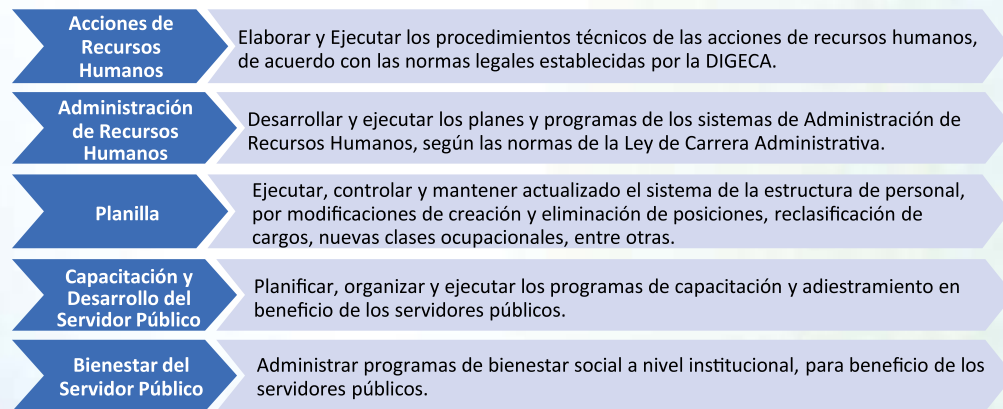 Acciones de
Recursos
Humanos
Elaborar y Ejecutar los procedimientos técnicos de las acciones de recursos humanos,
de acuerdo con las normas legales establecidas por la DIGECA.
Administración
de Recursos
Humanos
Desarrollar y ejecutar los planes y programas de los sistemas de Administración de
Recursos Humanos, según las normas de la Ley de Carrera Administrativa.
Planilla
Ejecutar, controlar y mantener actualizado el sistema de la estructura de personal,
por modificaciones de creación y eliminación de posiciones, reclasificación de
cargos, nuevas clases ocupacionales, entre otras.
Capacitación y
Desarrollo del
Servidor Público
Planificar, organizar y ejecutar los programas de capacitación y adiestramiento en
beneficio de los servidores públicos.
Bienestar del
Servidor Público
Administrar programas de bienestar social a nivel institucional, para beneficio de los
servidores públicos.